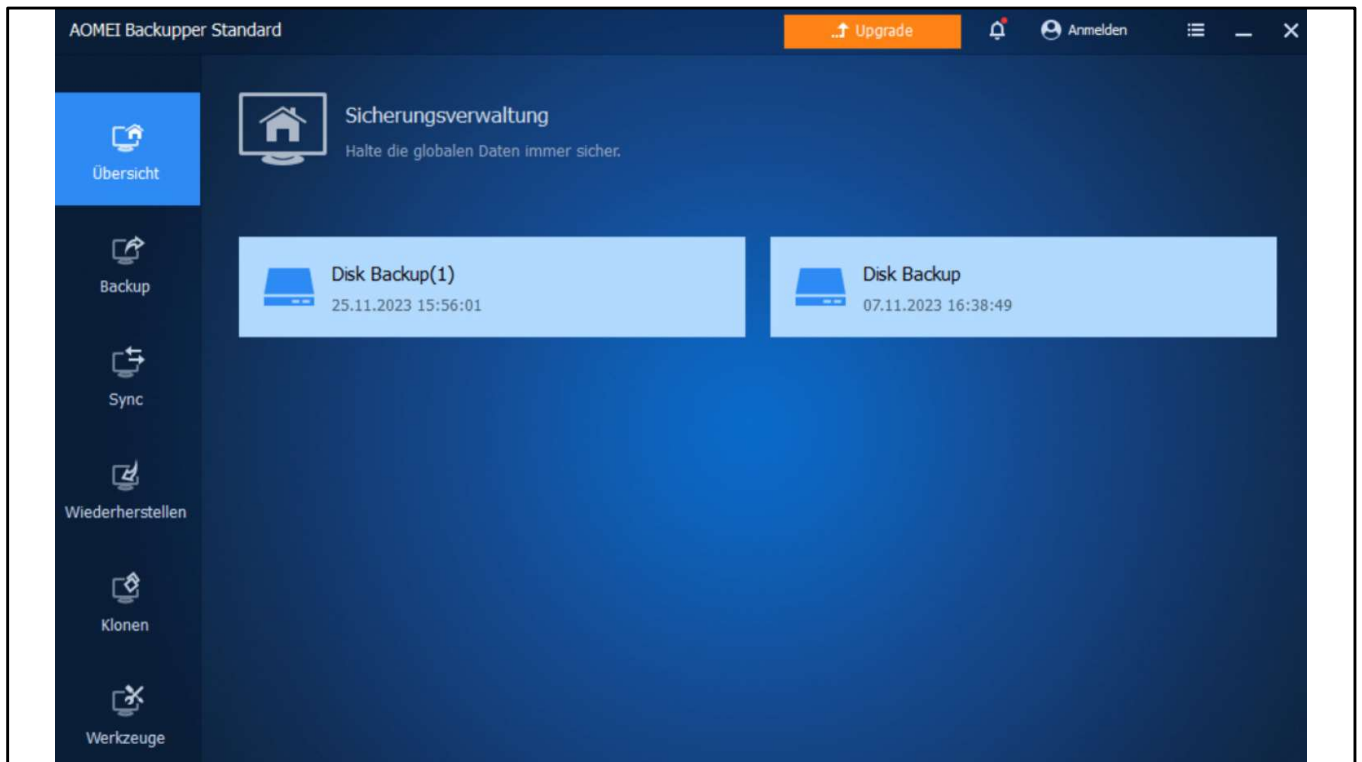 AOMEI Backupper Standard
Upgrade
Anmelden
Übersicht
Sicherungsverwaltung
Halte die globalen Daten immer sicher.
Backup
Disk Backup(1)
25.11.2023 15:56:01
Disk Backup
07.11.2023 16:38:49
Sync
Wiederherstellen
Klonen
Werkzeuge